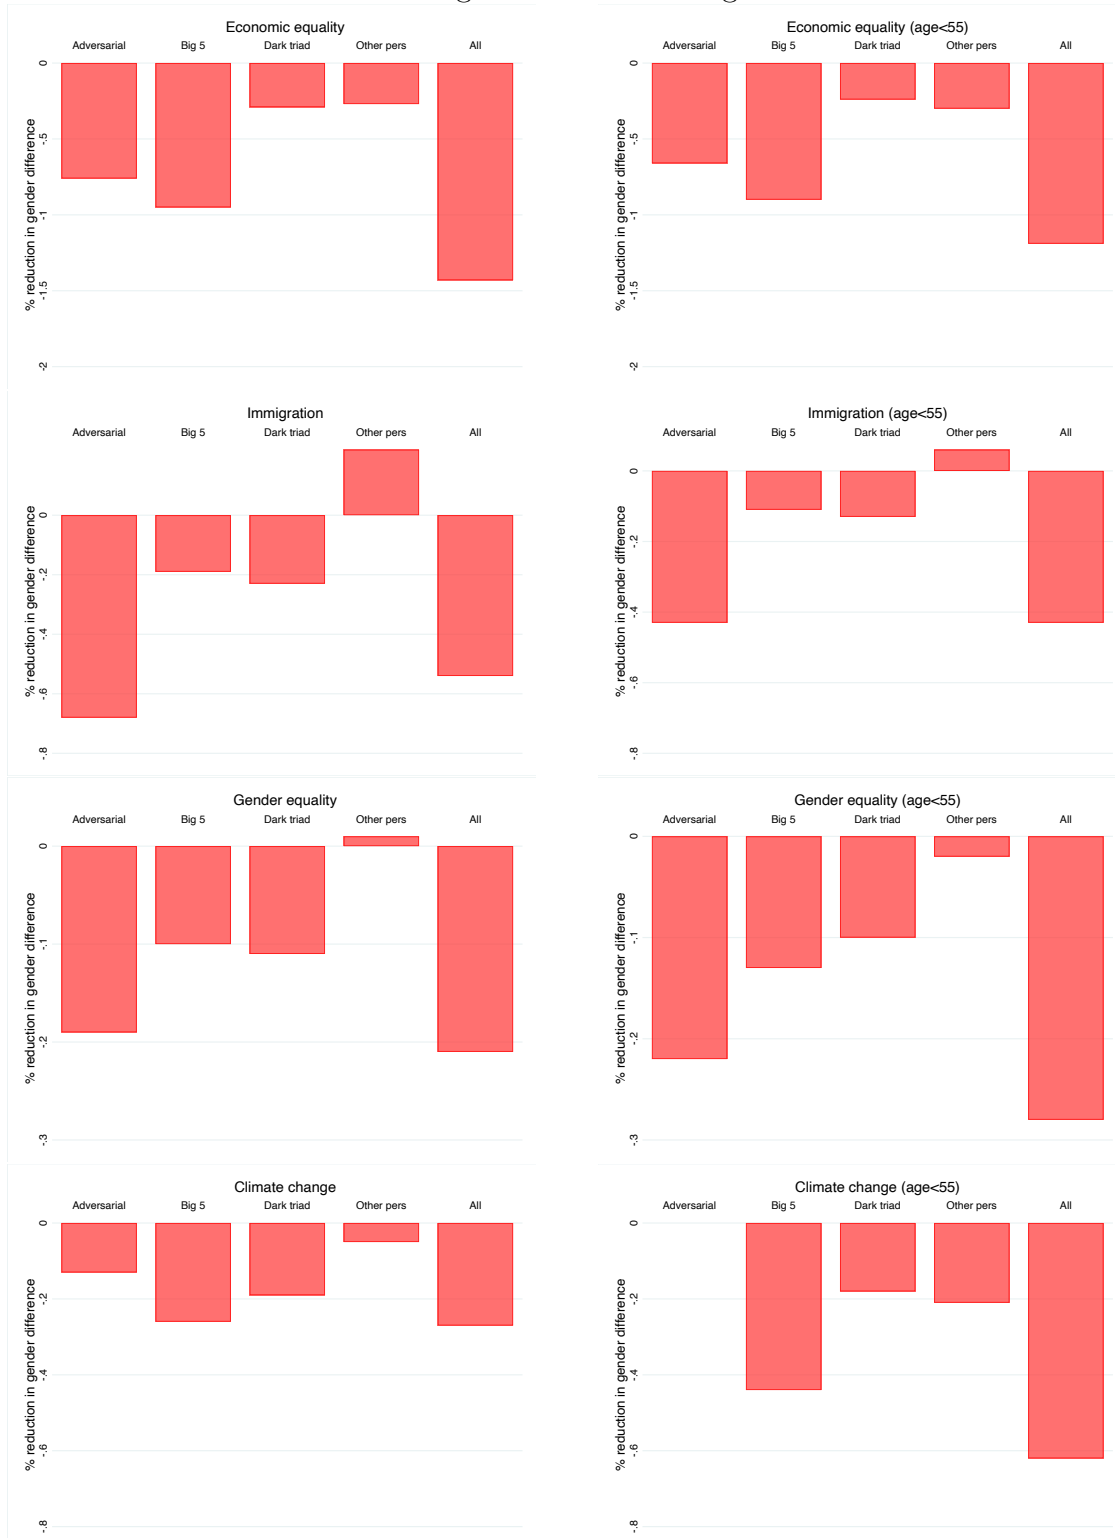 Economic equality
Adversarial Big 5 Dark triad Other pers All
% reduction in gender difference
0
-.5
-1
-1.5
-2
Economic equality (age<55)
Adversarial Big 5 Dark triad Other pers All
% reduction in gender difference
0
-.5
-1
-1.5
-2
Immigration
Adversarial Big 5 Dark triad Other pers All
% reduction in gender difference
0
-.2
-.4
-.6
-.8
Immigration (age<55)
Adversarial Big 5 Dark triad Other pers All
% reduction in gender difference
0
-.2
-.4
-.6
-.8
Gender equality
Adversarial Big 5 Dark triad Other pers All
% reduction in gender difference
0
-.1
-.2
-.3
Gender equality (age<55)
Adversarial Big 5 Dark triad Other pers All
% reduction in gender difference
0
-.1
-.2
-.3
Climate change
Adversarial Big 5 Dark triad Other pers All
% reduction in gender difference
0
-.2
-.4
-.6
-.8
Climate change (age<55)
Adversarial Big 5 Dark triad Other pers All
% reduction in gender difference
0
-.2
-.4
-.6
-.8